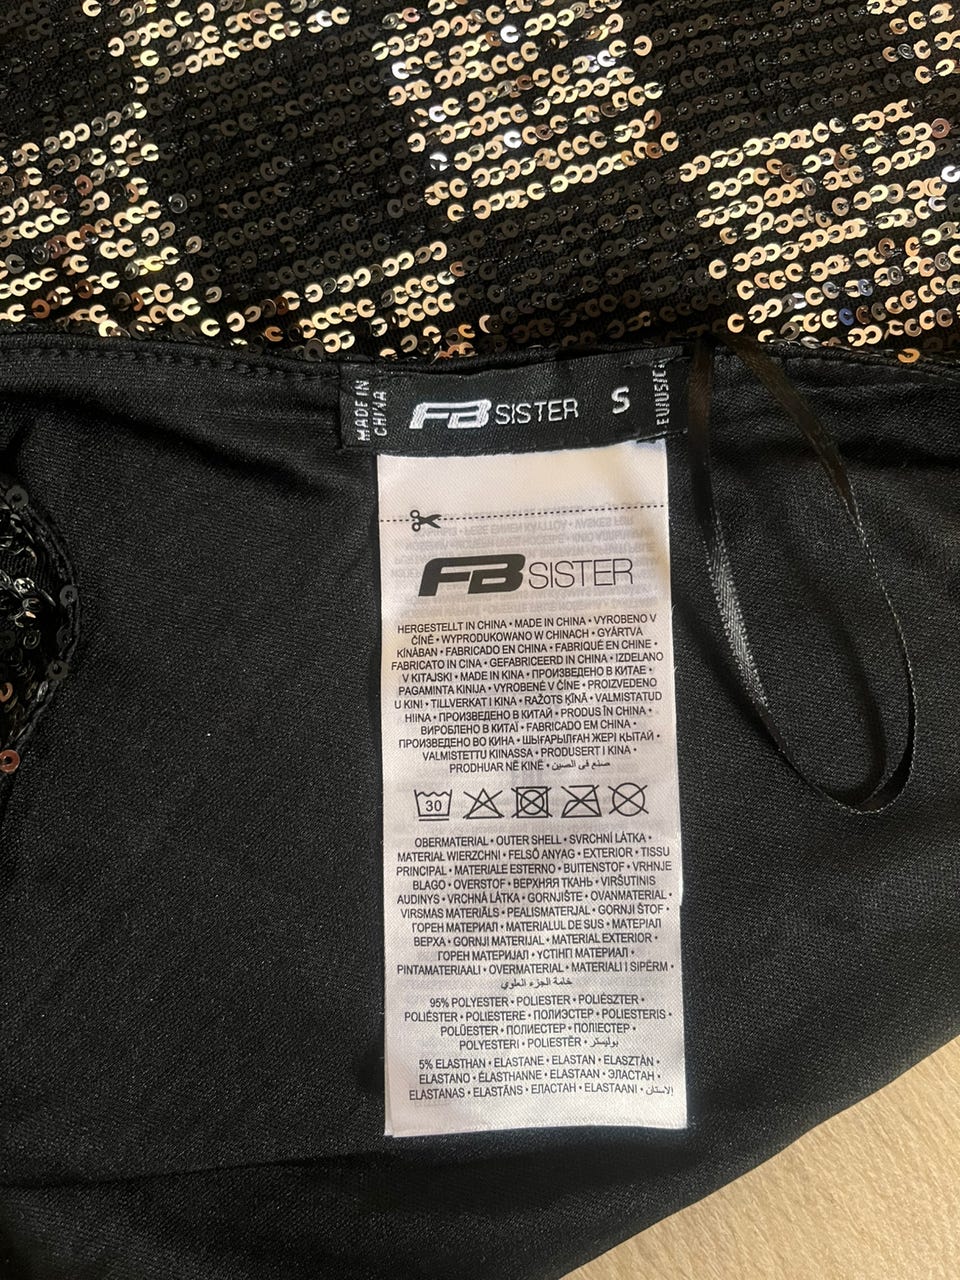 MADE IN
CHINA
FB SISTER S
EU/US/C
FB SISTER
HERGESTELLT IN CHINA • MADE IN CHINA • VYROBENO V
ČÍNĚ • WYPRODUKOWANO W CHINACH • GYÁRTVA
KÍNÁBAN • FABRICADO EN CHINA • FABRIQUÉ EN CHINE •
FABRICATO IN CINA • GEFABRICEERD IN CHINA • IZDELANO
V KITAJSKI • MADE IN KINA • ПРОИЗВЕДЕНО В КИТАЕ •
PAGAMINTA KINIJA • VYROBENÉ V ČÍNE • PROIZVEDENO
U KINI • TILLVERKAT I KINA • RAŽOTS ĶĪNĀ • VALMISTATUD
HIINA • ПРОИЗВЕДЕНО В КИТАЙ • PRODUS ÎN CHINA •
ВИРОБЛЕНО В КИТАЇ • FABRICADO EM CHINA •
ПРОИЗВЕДЕНО ВО КИНА • ШЫҒАРЫЛҒАН ЖЕРІ ҚЫТАЙ •
VALMISTETTU KIINASSA • PRODUSERT I KINA •
PRODHUAR NË KINË • صنع في الصين
30
OBERMATERIAL • OUTER SHELL • SVRCHNÍ LÁTKA •
MATERIAŁ WIERZCHNI • FELSŐ ANYAG • EXTERIOR • TISSU
PRINCIPAL • MATERIALE ESTERNO • BUITENSTOF • VRHNJE
BLAGO • OVERSTOF • ВЕРХНЯЯ ТКАНЬ • VIRŠUTINIS
AUDINYS • VRCHNÁ LÁTKA • GORNJIŠTE • OVANMATERIAL •
VIRSMAS MATERIĀLS • PEALISMATERJAL • GORNJI ŠTOF •
ГОРЕН МАТЕРИАЛ • MATERIALUL DE SUS • МАТЕРІАЛ
ВЕРХА • GORNJI MATERIJAL • MATERIAL EXTERIOR •
ГОРЕН МАТЕРИЈАЛ • ҮСТІҢГІ МАТЕРИАЛ •
PINTAMATERIAALI • OVERMATERIAL • MATERIALI I SIPËRM •
خامة الجزء العلوي
95% POLYESTER • POLIESTER • POLIÉSZTER •
POLIÉSTER • POLIESTERE • ПОЛИЭСТЕР • POLIESTERIS •
POLÜESTER • ПОЛИЕСТЕР • ПОЛІЕСТЕР •
POLYESTERI • POLIESTËR • بوليستر
5% ELASTHAN • ELASTANE • ELASTAN • ELASZTÁN •
ELASTANO • ÉLASTHANNE • ELASTAAN • ЭЛАСТАН •
ELASTANAS • ELASTĀNS • ЕЛАСТАН • ELASTAANI • الاستان